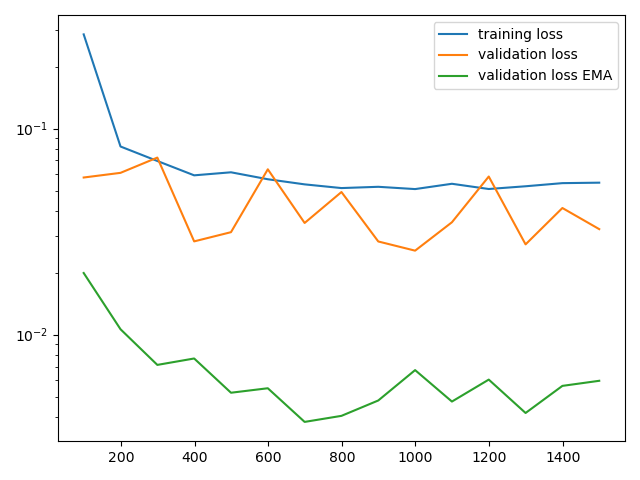 training loss
validation loss
validation loss EMA
10⁻¹
10⁻²
200 400 600 800 1000 1200 1400